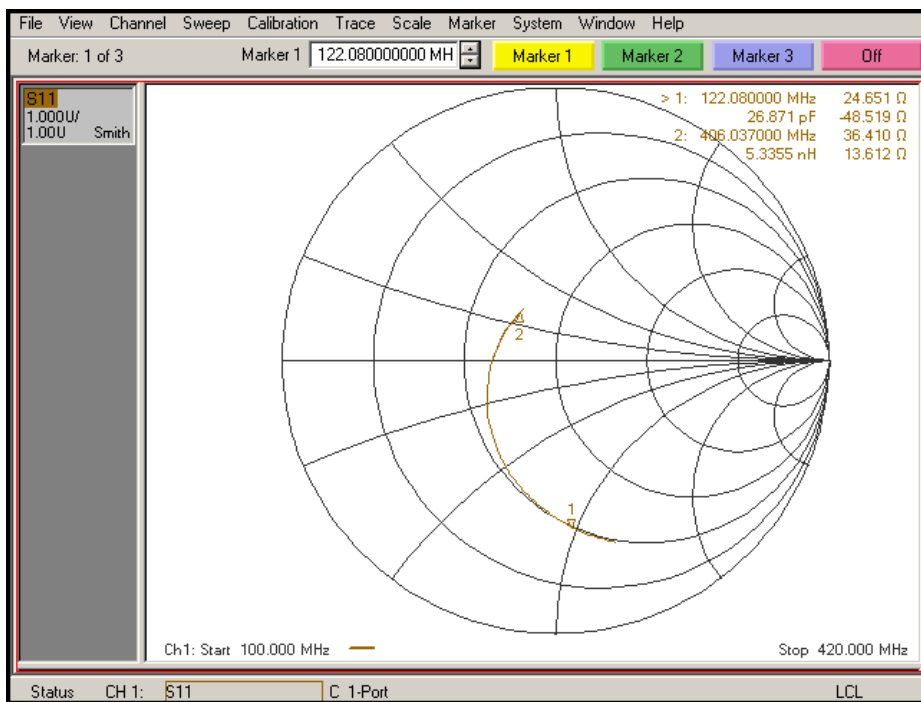 File View Channel Sweep Calibration Trace Scale Marker System Window Help
Marker: 1 of 3 Marker 1 122.080000000 MH Marker 1 Marker 2 Marker 3 Off
S11
1.000U/
1.00U Smith
> 1: 122.080000 MHz 24.651 Ω
26.871 pF -48.519 Ω
2: 406.037000 MHz 36.410 Ω
5.3355 nH 13.612 Ω
2
1
Ch1: Start 100.000 MHz Stop 420.000 MHz
Status CH 1: S11 C 1-Port LCL